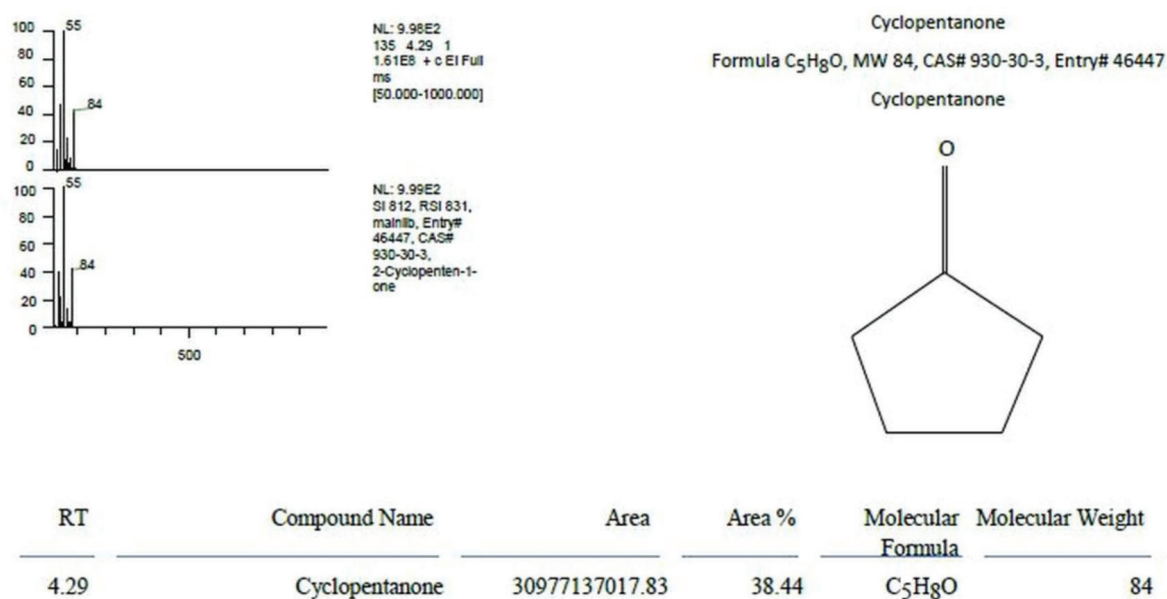 100
80
60
40
20
0
55
84
NL: 9.98E2
135 4.29 1
1.61E8 + c EI Full
ms
[50.000-1000.000]
100
80
60
40
20
0
55
84
500
NL: 9.99E2
SI 812, RSI 831,
mainlib, Entry#
46447, CAS#
930-30-3,
2-Cyclopenten-1-
one
Cyclopentanone
Formula C5H8O, MW 84, CAS# 930-30-3, Entry# 46447
Cyclopentanone
O
RT Compound Name Area Area % Molecular Formula Molecular Weight
4.29 Cyclopentanone 30977137017.83 38.44 C5H8O 84